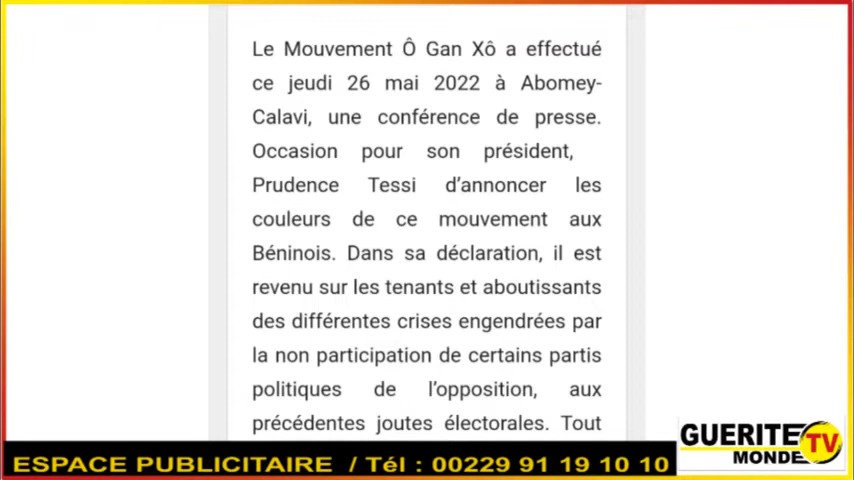 Le Mouvement Ô Gan Xô a effectué
ce jeudi 26 mai 2022 à Abomey-
Calavi, une conférence de presse.
Occasion pour son président,
Prudence Tessi d’annoncer les
couleurs de ce mouvement aux
Béninois. Dans sa déclaration, il est
revenu sur les tenants et aboutissants
des différentes crises engendrées par
la non participation de certains partis
politiques de l’opposition, aux
précédentes joutes électorales. Tout
ESPACE PUBLICITAIRE / Tél : 00229 91 19 10 10
GUERITE TV
MONDE